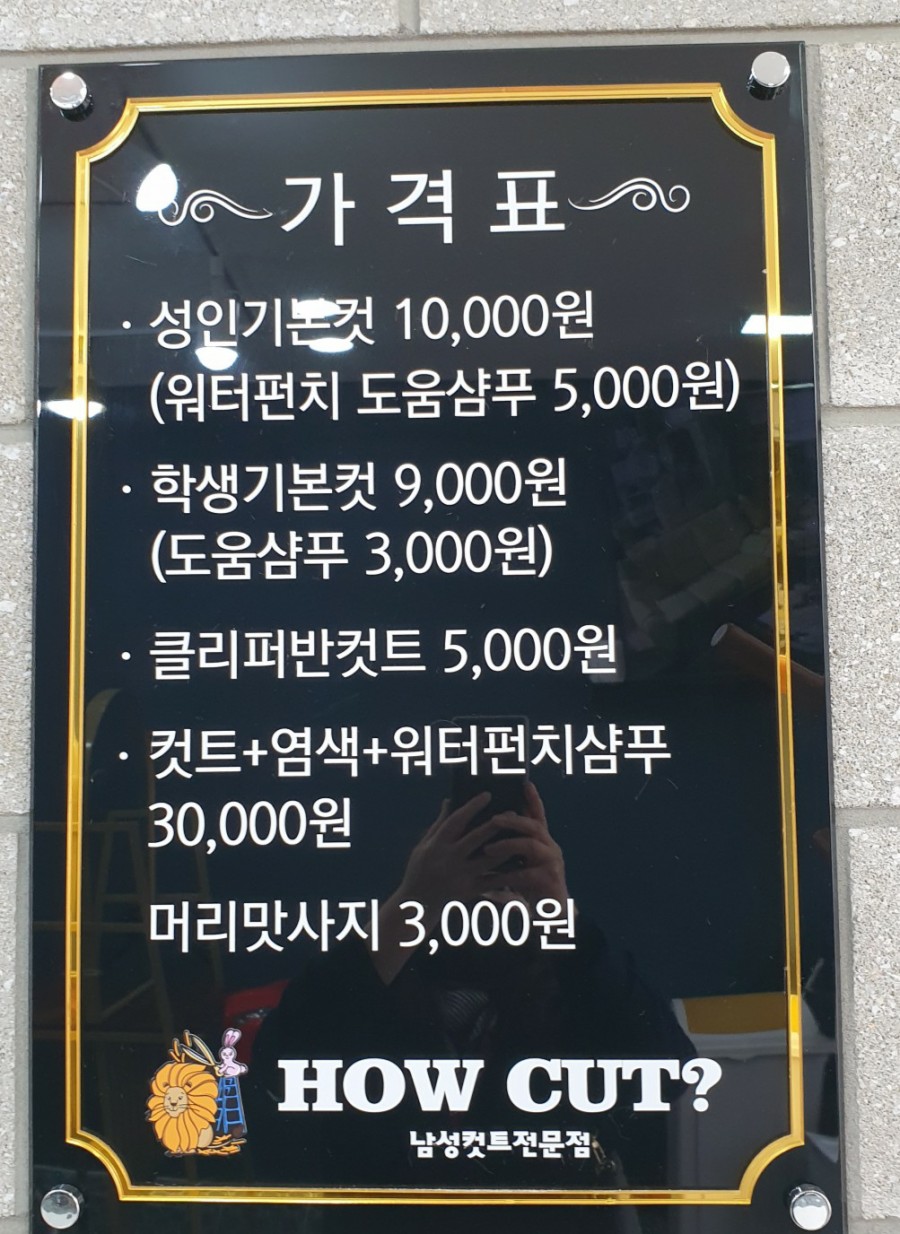 가격표
· 성인기본컷 10,000원
(워터펀치 도움샴푸 5,000원)
· 학생기본컷 9,000원
(도움샴푸 3,000원)
· 클리퍼반컷트 5,000원
· 컷트+염색+워터펀치샴푸
30,000원
머리맛사지 3,000원
HOW CUT?
남성컷트전문점